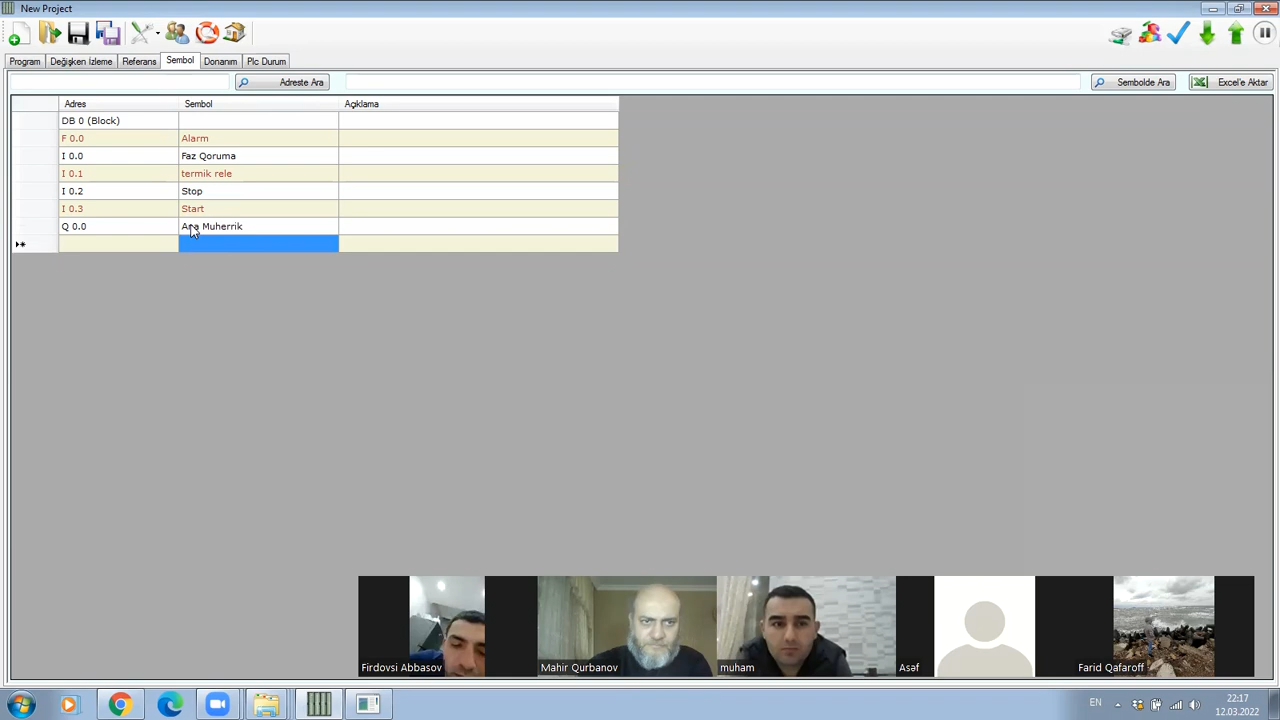 New Project
Program Değişken İzleme Referans Sembol Donanım Plc Durum
Adreste Ara Sembolde Ara Excel'e Aktar
Adres Sembol Açıklama
DB 0 (Block)
F 0.0 Alarm
I 0.0 Faz Qoruma
I 0.1 termik rele
I 0.2 Stop
I 0.3 Start
Q 0.0 Ana Muherrik
Firdovsi Abbasov Mahir Qurbanov muham Asəf Farid Qafaroff
EN 22:17
12.03.2022